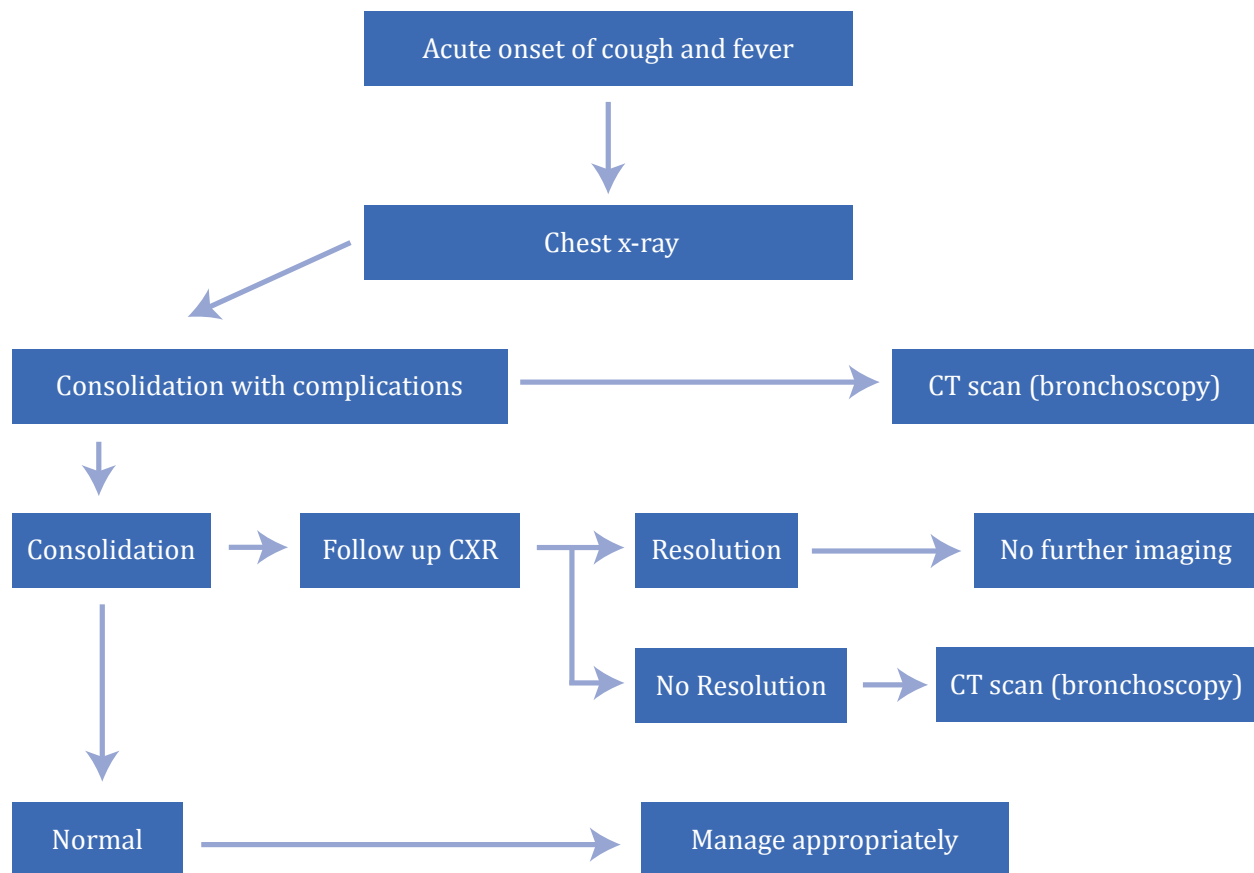 Acute onset of cough and fever
Chest x-ray
Consolidation with complications
CT scan (bronchoscopy)
Consolidation
Follow up CXR
Resolution
No further imaging
No Resolution
CT scan (bronchoscopy)
Normal
Manage appropriately